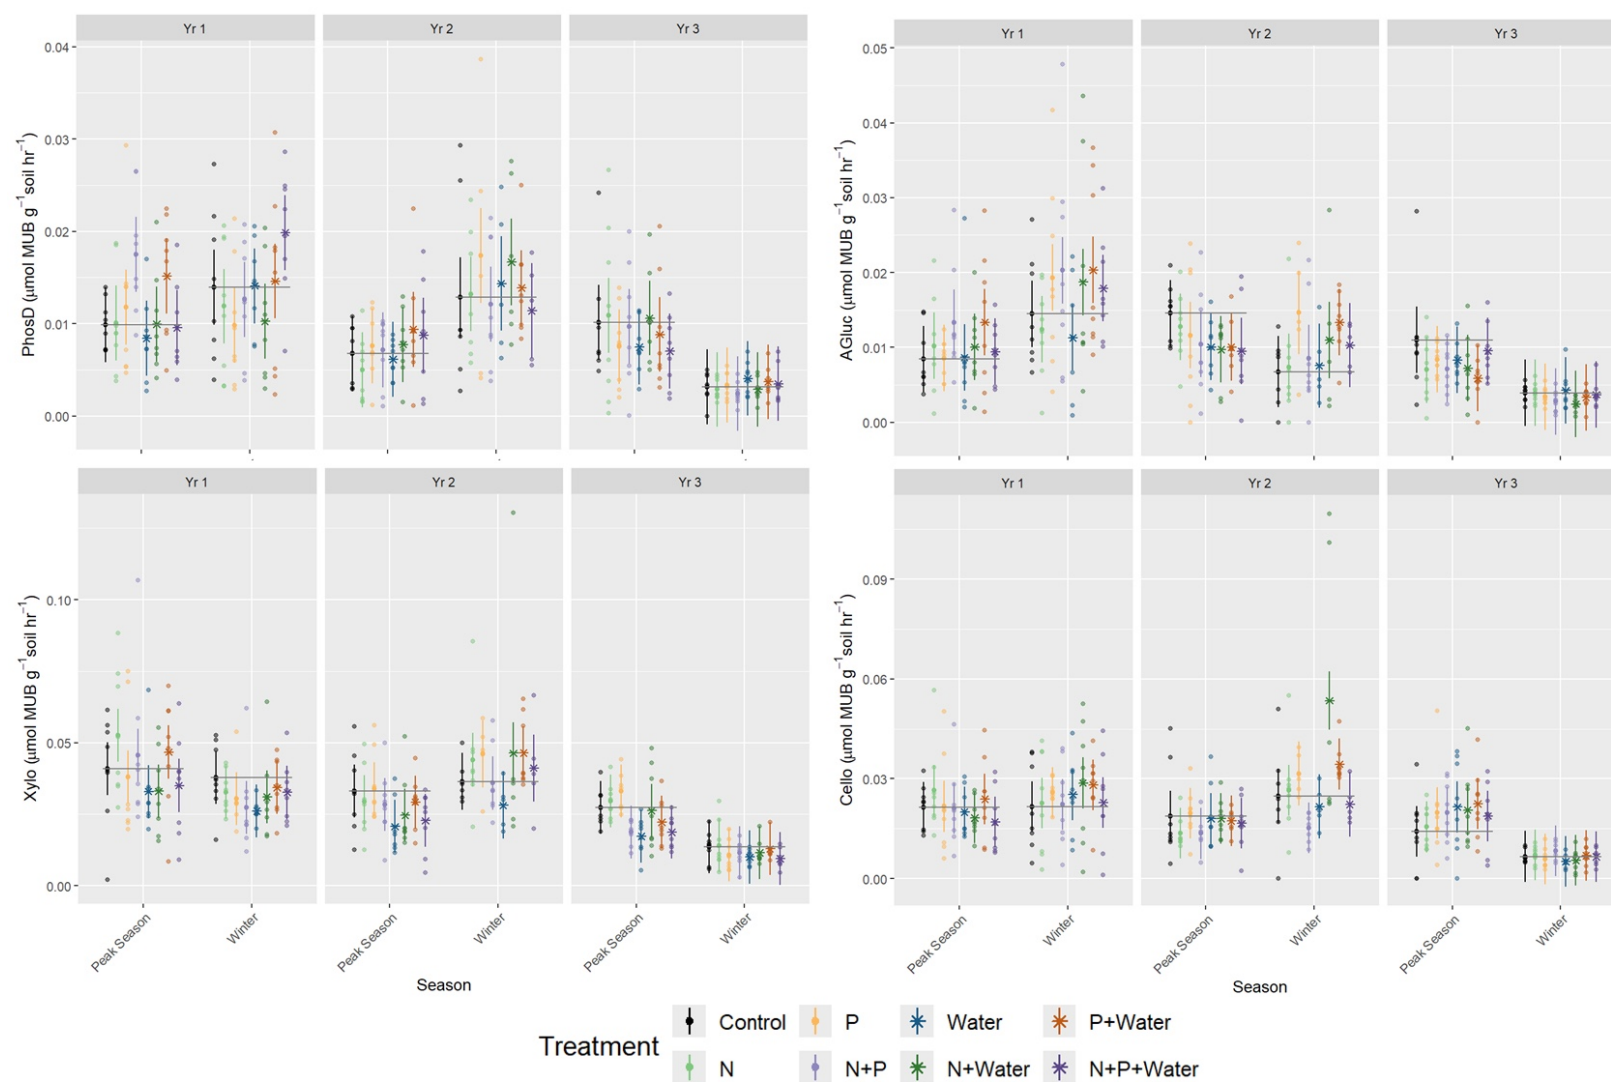 Yr 1 Yr 2 Yr 3
0.04
0.03
0.02
0.01
0.00
PhosD (µmol MUB g⁻¹soil hr⁻¹)
Yr 1 Yr 2 Yr 3
0.05
0.04
0.03
0.02
0.01
0.00
AGluc (µmol MUB g⁻¹soil hr⁻¹)
Yr 1 Yr 2 Yr 3
0.10
0.05
0.00
Xylo (µmol MUB g⁻¹soil hr⁻¹)
Peak Season Winter Peak Season Winter Peak Season Winter
Season
Yr 1 Yr 2 Yr 3
0.09
0.06
0.03
0.00
Cello (µmol MUB g⁻¹soil hr⁻¹)
Peak Season Winter Peak Season Winter Peak Season Winter
Season
Treatment
Control P Water P+Water
N N+P N+Water N+P+Water